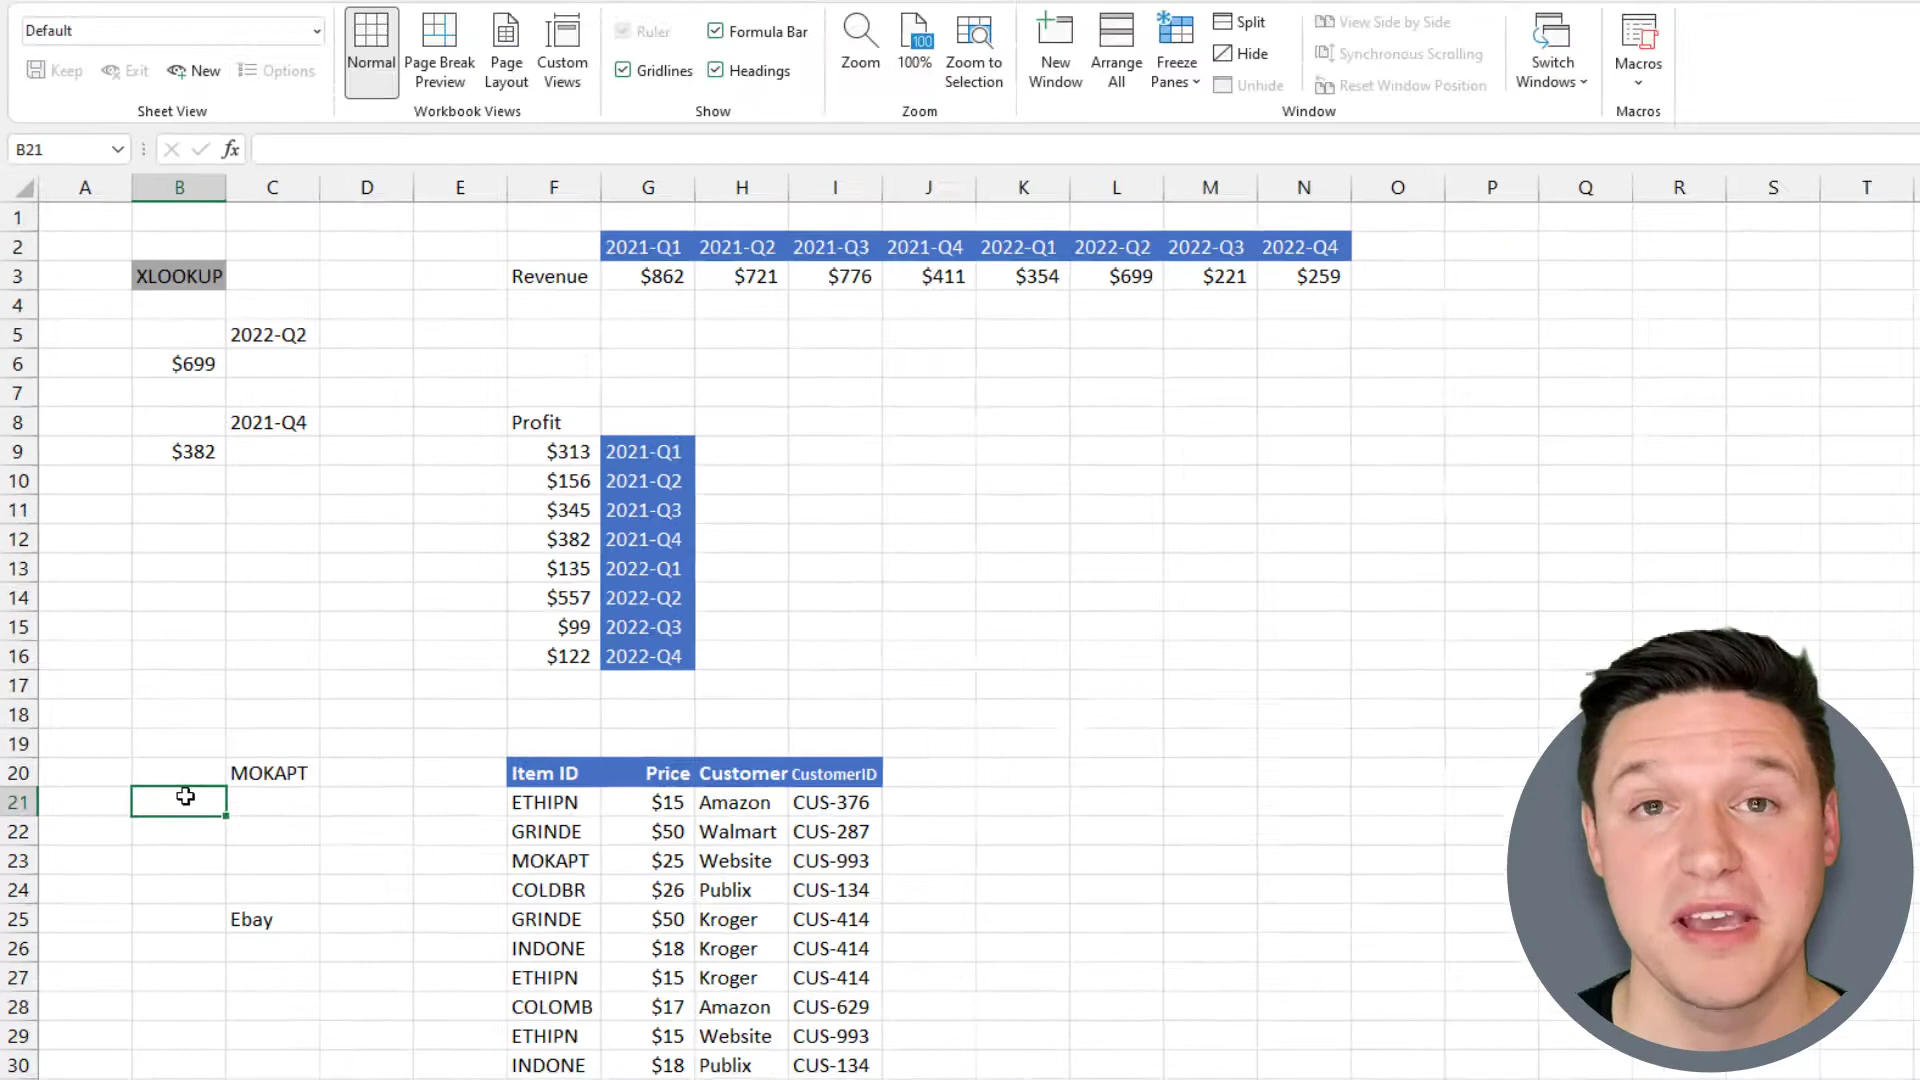 Default
Keep Exit New Options
Sheet View
Normal Page Break Preview Page Layout Custom Views
Workbook Views
Ruler Formula Bar
Gridlines Headings
Show
Zoom 100% Zoom to Selection
100
Zoom
New Window Arrange All Freeze Panes
Split
Hide
Unhide
View Side by Side
Synchronous Scrolling
Reset Window Position
Switch Windows
Window
Macros
Macros
B21 fx
A B C D E F G H I J K L M N O P Q R S T
1
2 2021-Q1 2021-Q2 2021-Q3 2021-Q4 2022-Q1 2022-Q2 2022-Q3 2022-Q4
3 XLOOKUP Revenue $862 $721 $776 $411 $354 $699 $221 $259
4
5 2022-Q2
6 $699
7
8 2021-Q4 Profit
9 $382 $313 2021-Q1
10 $156 2021-Q2
11 $345 2021-Q3
12 $382 2021-Q4
13 $135 2022-Q1
14 $557 2022-Q2
15 $99 2022-Q3
16 $122 2022-Q4
17
18
19
20 MOKAPT Item ID Price Customer CustomerID
21 ETHIPN $15 Amazon CUS-376
22 GRINDE $50 Walmart CUS-287
23 MOKAPT $25 Website CUS-993
24 COLDBR $26 Publix CUS-134
25 Ebay GRINDE $50 Kroger CUS-414
26 INDONE $18 Kroger CUS-414
27 ETHIPN $15 Kroger CUS-414
28 COLOMB $17 Amazon CUS-629
29 ETHIPN $15 Website CUS-993
30 INDONE $18 Publix CUS-134